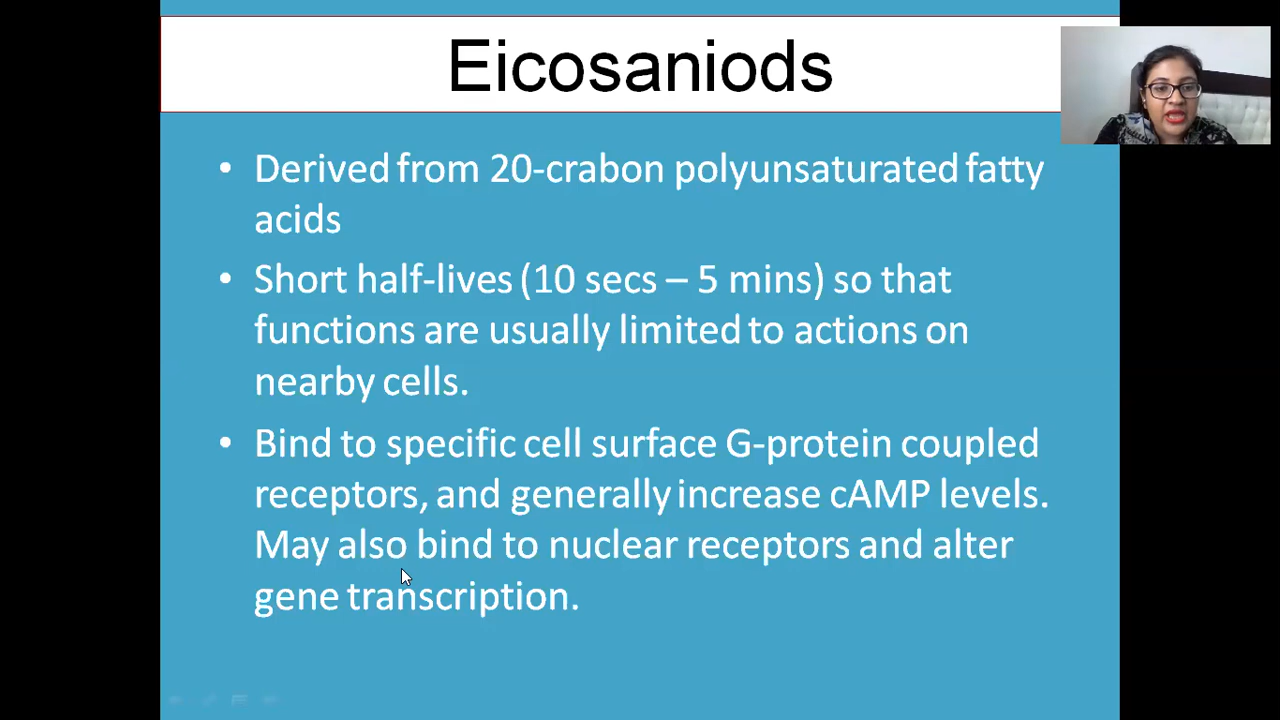 Eicosaniods
• Derived from 20-crabon polyunsaturated fatty
acids
• Short half-lives (10 secs – 5 mins) so that
functions are usually limited to actions on
nearby cells.
• Bind to specific cell surface G-protein coupled
receptors, and generally increase cAMP levels.
May also bind to nuclear receptors and alter
gene transcription.